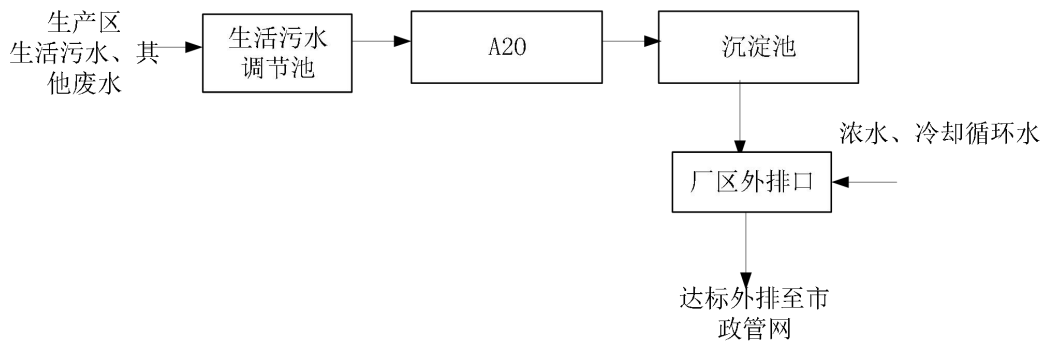 生产区
生活污水、其
他废水
生活污水
调节池
A2O
沉淀池
浓水、冷却循环水
厂区外排口
达标外排至市
政管网